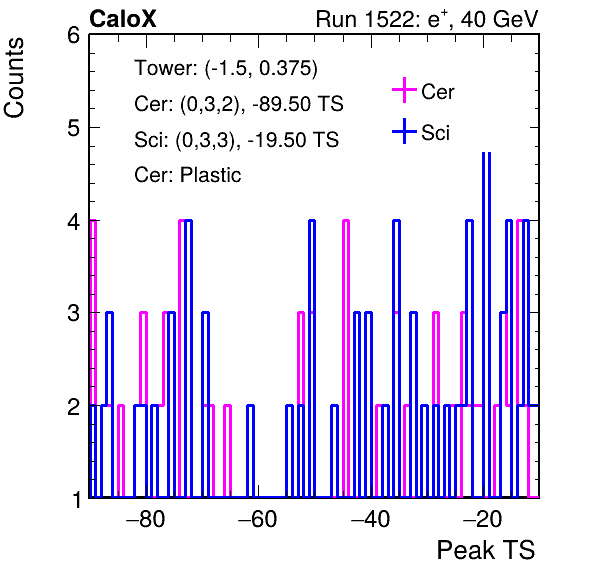 CaloX Run 1522: e⁺, 40 GeV
Counts
6
5
4
3
2
1
Tower: (-1.5, 0.375)
Cer: (0,3,2), -89.50 TS
Sci: (0,3,3), -19.50 TS
Cer: Plastic
Cer
Sci
−80 −60 −40 −20
Peak TS